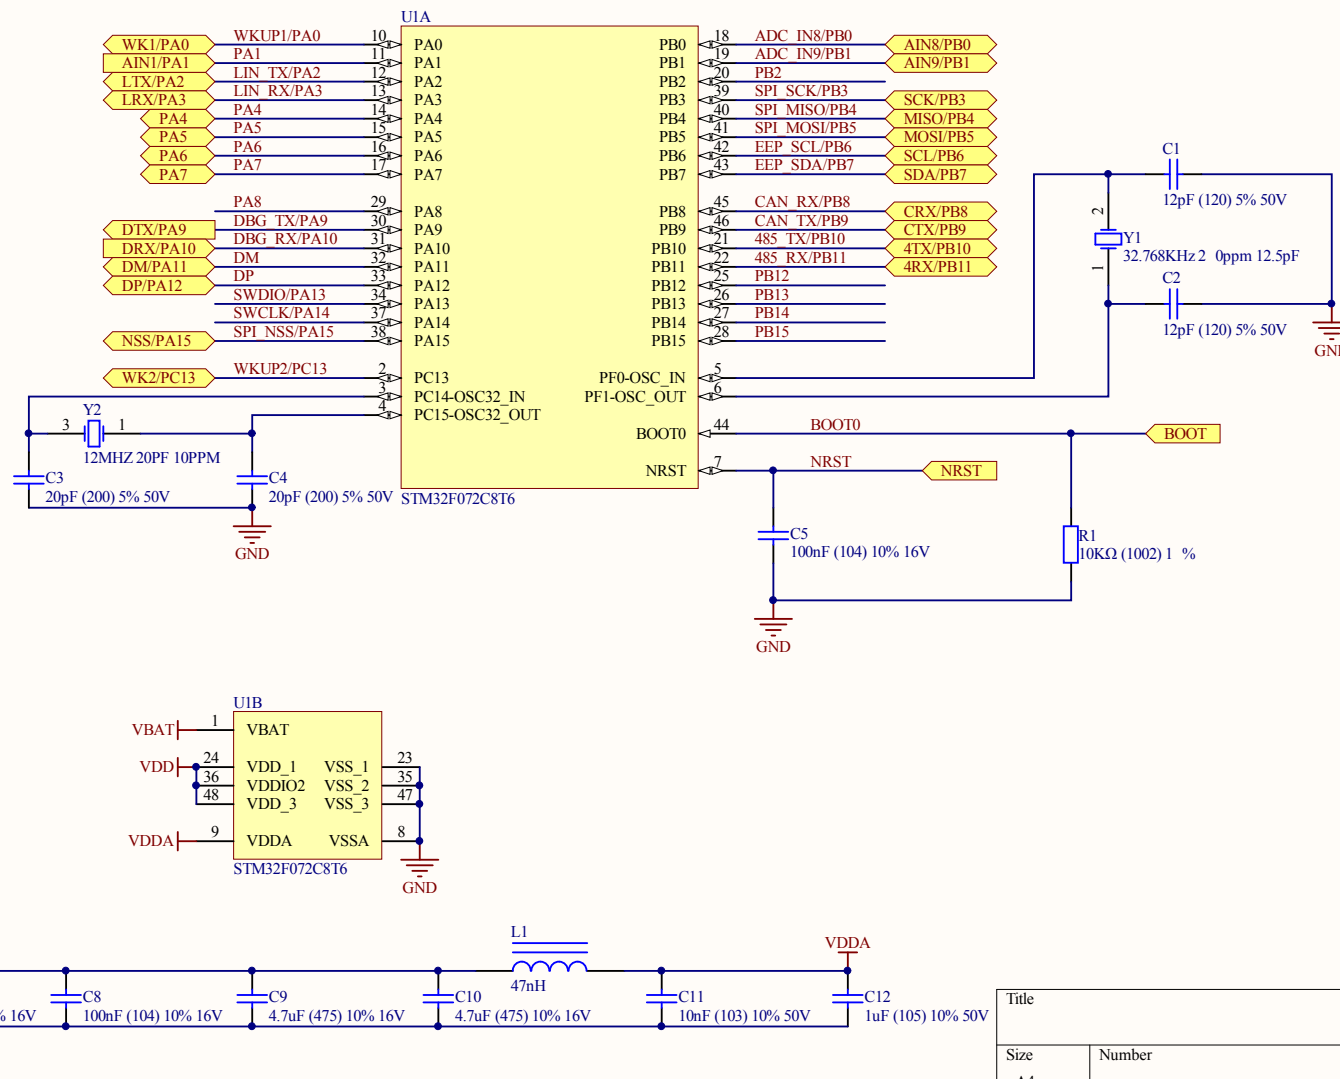 U1A
WK1/PA0 WKUP1/PA0 10 PA0 PB0 18 ADC_IN8/PB0 AIN8/PB0
AIN1/PA1 PA1 11 PA1 PB1 19 ADC_IN9/PB1 AIN9/PB1
LTX/PA2 LIN_TX/PA2 12 PA2 PB2 20 PB2
LRX/PA3 LIN_RX/PA3 13 PA3 PB3 39 SPI_SCK/PB3 SCK/PB3
PA4 PA4 14 PA4 PB4 40 SPI_MISO/PB4 MISO/PB4
PA5 PA5 15 PA5 PB5 41 SPI_MOSI/PB5 MOSI/PB5
PA6 PA6 16 PA6 PB6 42 EEP_SCL/PB6 SCL/PB6
PA7 PA7 17 PA7 PB7 43 EEP_SDA/PB7 SDA/PB7
PA8 29 PA8 PB8 45 CAN_RX/PB8 CRX/PB8
DTX/PA9 DBG_TX/PA9 30 PA9 PB9 46 CAN_TX/PB9 CTX/PB9
DRX/PA10 DBG_RX/PA10 31 PA10 PB10 21 485_TX/PB10 4TX/PB10
DM/PA11 DM 32 PA11 PB11 22 485_RX/PB11 4RX/PB11
DP/PA12 DP 33 PA12 PB12 25 PB12
SWDIO/PA13 34 PA13 PB13 26 PB13
SWCLK/PA14 37 PA14 PB14 27 PB14
NSS/PA15 SPI_NSS/PA15 38 PA15 PB15 28 PB15
WK2/PC13 WKUP2/PC13 2 PC13 PF0-OSC_IN 5
3 PC14-OSC32_IN PF1-OSC_OUT 6
4 PC15-OSC32_OUT
BOOT0 44 BOOT0 BOOT
NRST 7 NRST NRST
STM32F072C8T6
C1
12pF (120) 5% 50V
2
Y1
32.768KHz 2 0ppm 12.5pF
1
C2
12pF (120) 5% 50V
GND
Y2
3 1
12MHZ 20PF 10PPM
C3
20pF (200) 5% 50V
C4
20pF (200) 5% 50V
GND
C5
100nF (104) 10% 16V
R1
10KΩ (1002) 1 %
GND
U1B
VBAT 1 VBAT
VDD 24 VDD_1 VSS_1 23
36 VDDIO2 VSS_2 35
48 VDD_3 VSS_3 47
VDDA 9 VDDA VSSA 8
STM32F072C8T6
GND
L1
47nH
VDDA
% 16V
C8
100nF (104) 10% 16V
C9
4.7uF (475) 10% 16V
C10
4.7uF (475) 10% 16V
C11
10nF (103) 10% 50V
C12
1uF (105) 10% 50V
Title
Size Number